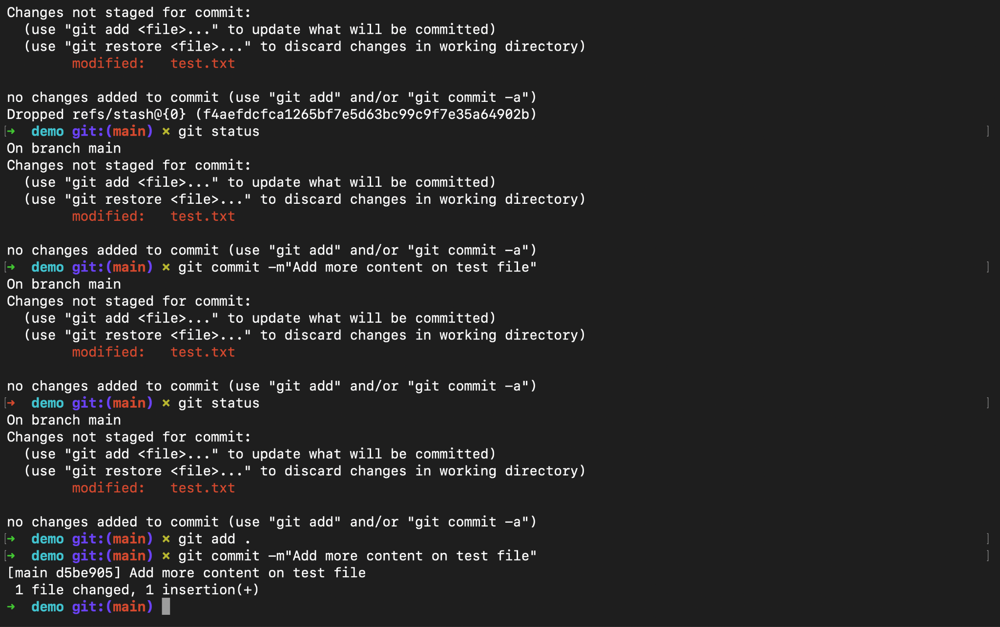 Changes not staged for commit:
  (use "git add <file>..." to update what will be committed)
  (use "git restore <file>..." to discard changes in working directory)
        modified:   test.txt

no changes added to commit (use "git add" and/or "git commit -a")
Dropped refs/stash@{0} (f4aefdcfca1265bf7e5d63bc99c9f7e35a64902b)
[➜  demo git:(main) × git status ]
On branch main
Changes not staged for commit:
  (use "git add <file>..." to update what will be committed)
  (use "git restore <file>..." to discard changes in working directory)
        modified:   test.txt

no changes added to commit (use "git add" and/or "git commit -a")
[➜  demo git:(main) × git commit -m"Add more content on test file" ]
On branch main
Changes not staged for commit:
  (use "git add <file>..." to update what will be committed)
  (use "git restore <file>..." to discard changes in working directory)
        modified:   test.txt

no changes added to commit (use "git add" and/or "git commit -a")
[➜  demo git:(main) × git status ]
On branch main
Changes not staged for commit:
  (use "git add <file>..." to update what will be committed)
  (use "git restore <file>..." to discard changes in working directory)
        modified:   test.txt

no changes added to commit (use "git add" and/or "git commit -a")
[➜  demo git:(main) × git add . ]
[➜  demo git:(main) × git commit -m"Add more content on test file" ]
[main d5be905] Add more content on test file
 1 file changed, 1 insertion(+)
➜  demo git:(main)